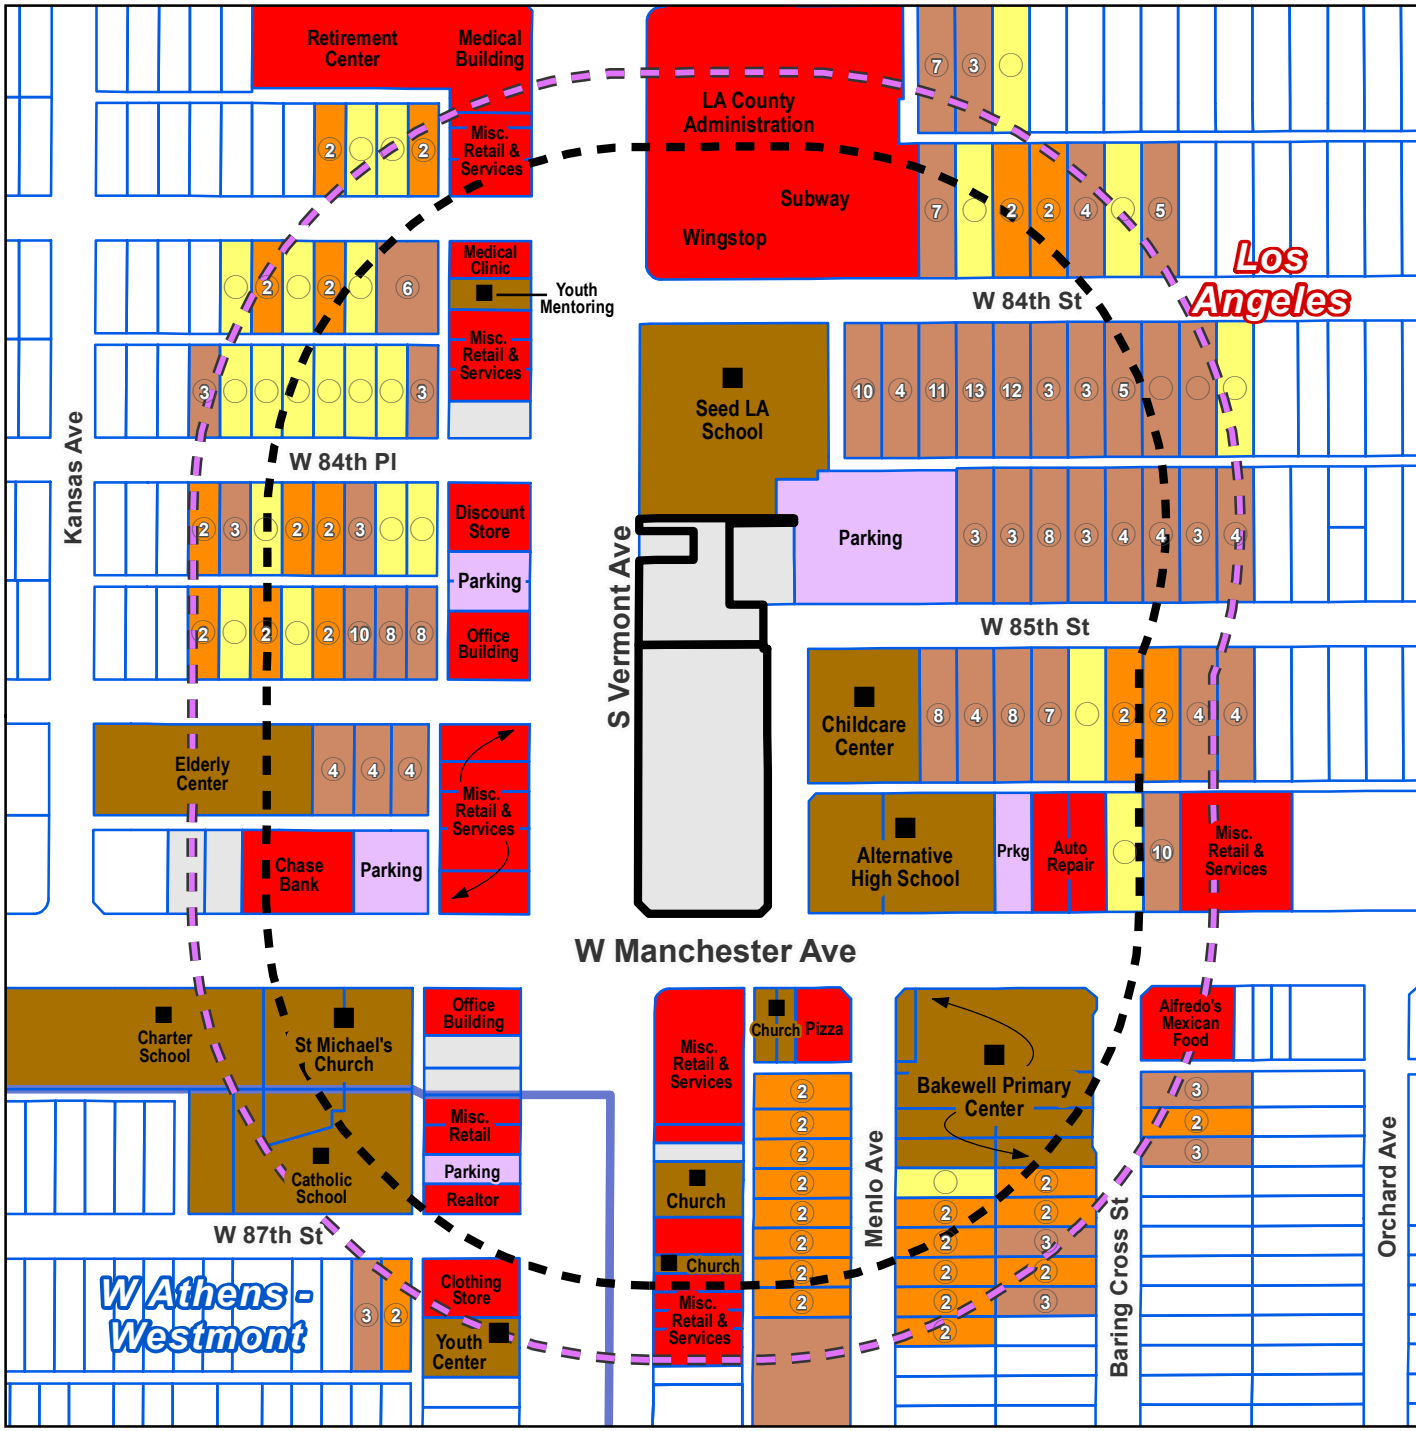 Retirement
Center
Medical
Building
LA County
Administration
7
3
2
2
Misc.
Retail &
Services
Subway
Wingstop
7
2
2
4
5
Medical
Clinic
Youth
Mentoring
2
2
6
W 84th St
Los
Angeles
Misc.
Retail &
Services
3
3
Seed LA
School
10
4
11
13
12
3
3
5
Kansas Ave
W 84th Pl
2
3
2
2
3
Discount
Store
Parking
S Vermont Ave
Parking
3
3
8
3
4
4
3
4
2
2
2
10
8
8
Office
Building
W 85th St
Elderly
Center
4
4
4
Misc.
Retail &
Services
Childcare
Center
8
4
8
7
2
2
4
4
Chase
Bank
Parking
Alternative
High School
Prkg
Auto
Repair
10
Misc.
Retail &
Services
W Manchester Ave
Charter
School
St Michael's
Church
Office
Building
Misc.
Retail &
Services
Church
Pizza
Bakewell Primary
Center
Alfredo's
Mexican
Food
Misc.
Retail
Catholic
School
Parking
Realtor
Church
2
2
2
2
2
2
2
2
2
3
2
3
Menlo Ave
2
2
2
2
3
2
2
2
3
2
Baring Cross St
Orchard Ave
W 87th St
Church
W Athens -
Westmont
3
2
Clothing
Store
Youth
Center
Misc.
Retail &
Services